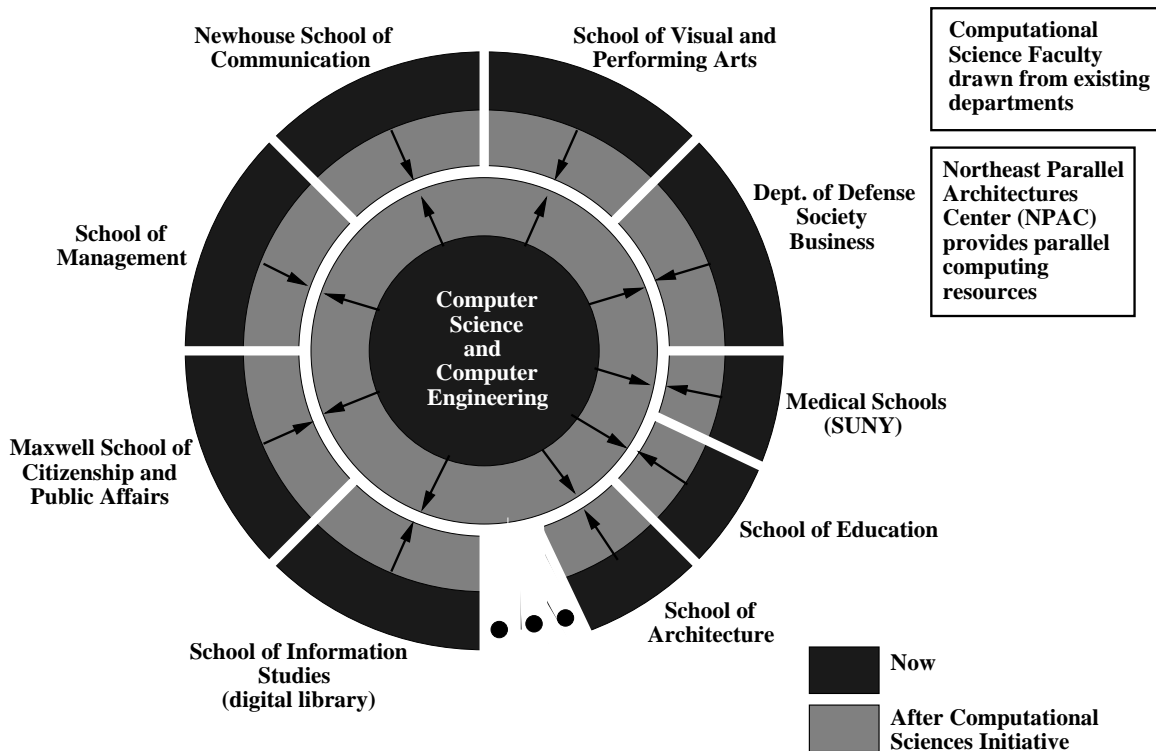 Newhouse School of
Communication
School of Visual and
Performing Arts
Computational
Science Faculty
drawn from existing
departments
Northeast Parallel
Architectures
Center (NPAC)
provides parallel
computing
resources
Dept. of Defense
Society
Business
School of
Management
Computer
Science
and
Computer
Engineering
Medical Schools
(SUNY)
Maxwell School of
Citizenship and
Public Affairs
School of Education
School of
Architecture
School of Information
Studies
(digital library)
Now
After Computational
Sciences Initiative